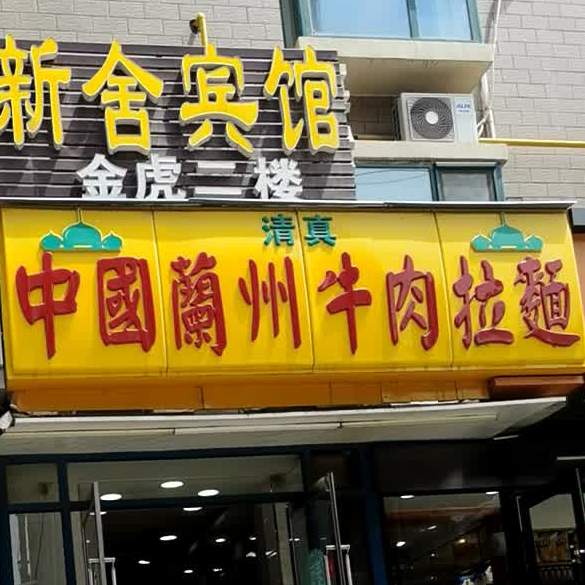 新舍宾馆
金虎二楼
清真
中國蘭州牛肉拉麵